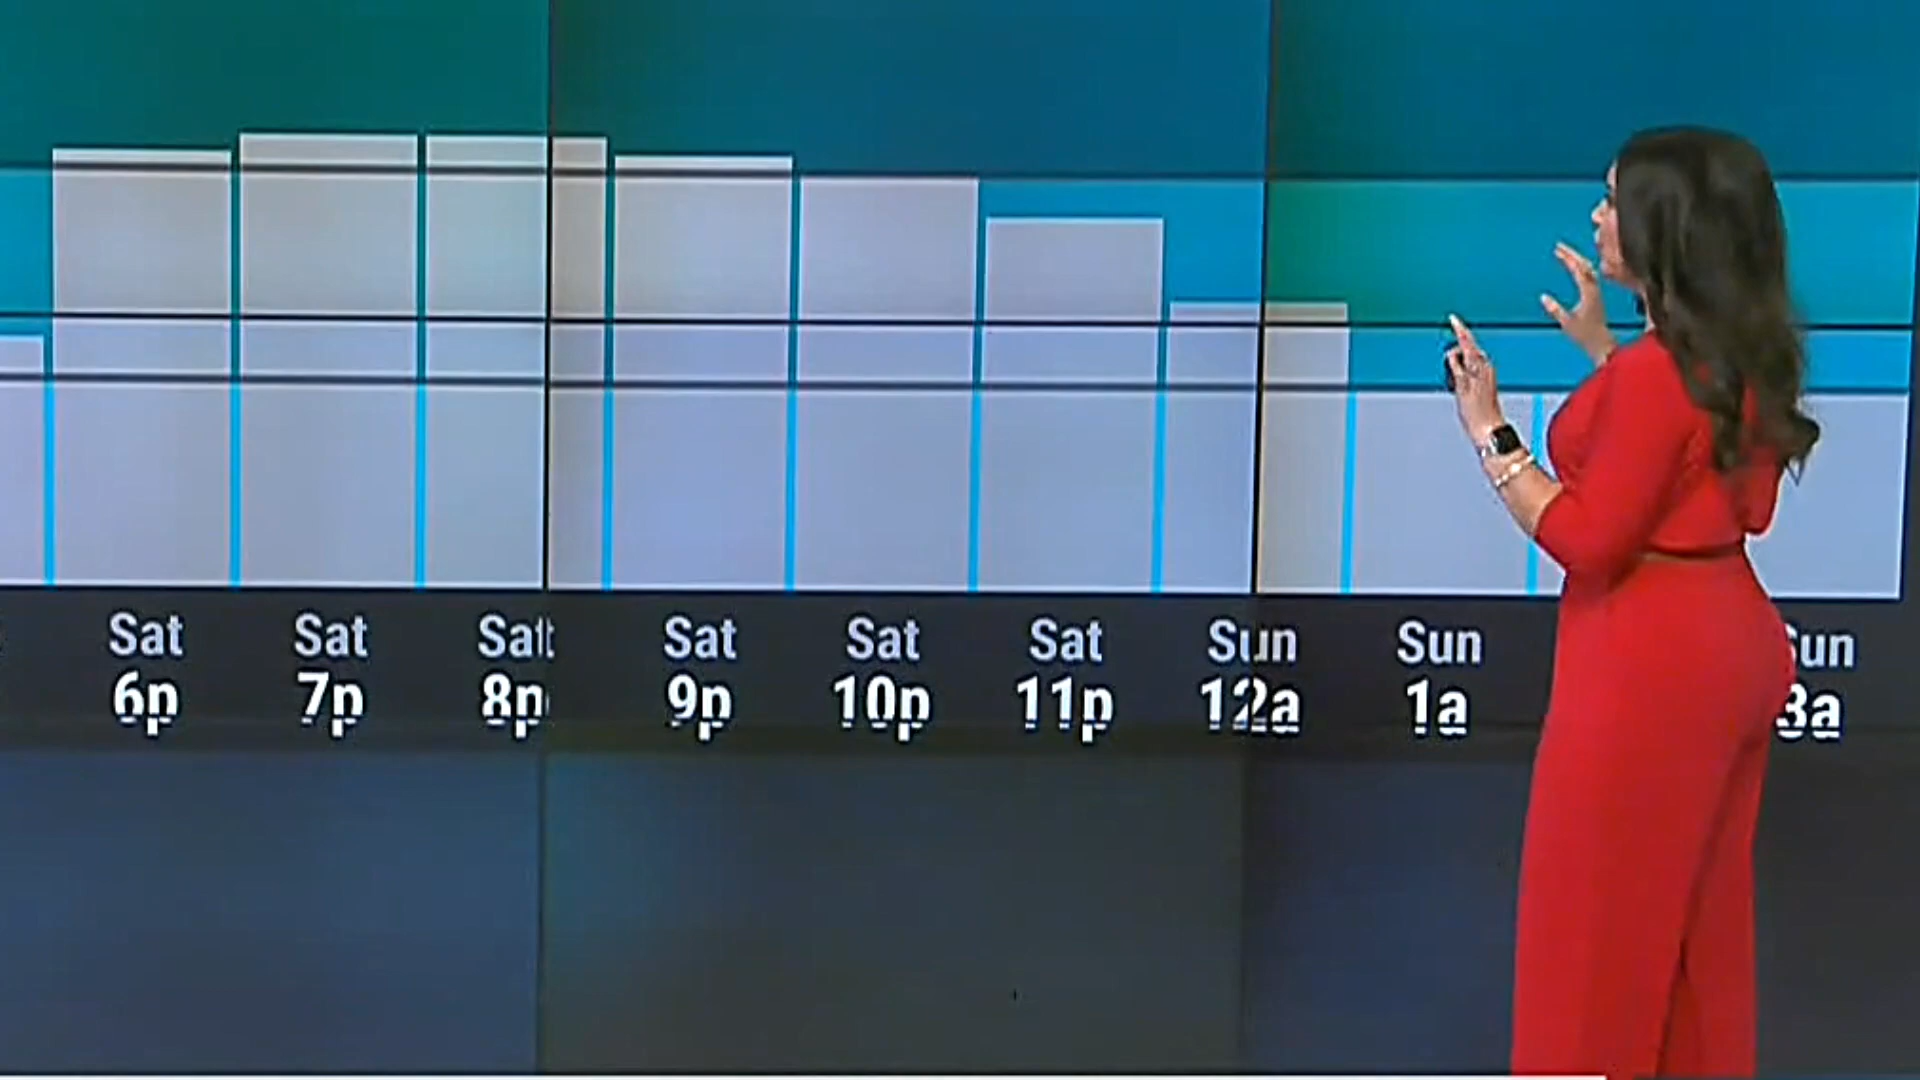 Sat Sat Sat Sat Sat Sat Sun Sun Sun
6p 7p 8p 9p 10p 11p 12a 1a 3a